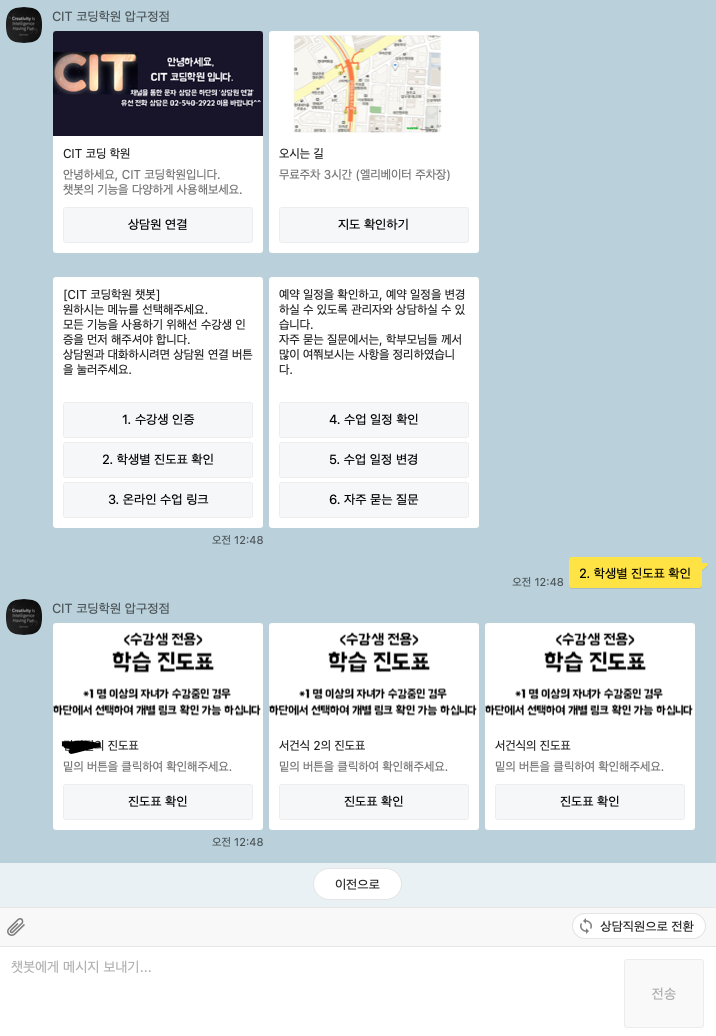 CIT 코딩학원 압구정점
Creativity is
Intelligence
Having Fun
CIT
안녕하세요,
CIT 코딩학원 입니다.
채널을 통한 문자 상담은 하단의 '상담원 연결'
유선 전화 상담은 02-540-2922 이용 바랍니다^^
CIT 코딩 학원
안녕하세요, CIT 코딩학원입니다.
챗봇의 기능을 다양하게 사용해보세요.
상담원 연결
오시는 길
무료주차 3시간 (엘리베이터 주차장)
지도 확인하기
[CIT 코딩학원 챗봇]
원하시는 메뉴를 선택해주세요.
모든 기능을 사용하기 위해선 수강생 인
증을 먼저 해주셔야 합니다.
상담원과 대화하시려면 상담원 연결 버튼
을 눌러주세요.
1. 수강생 인증
2. 학생별 진도표 확인
3. 온라인 수업 링크
예약 일정을 확인하고, 예약 일정을 변경
하실 수 있도록 관리자와 상담하실 수 있
습니다.
자주 묻는 질문에서는, 학부모님들 께서
많이 여쭤보시는 사항을 정리하였습니
다.
4. 수업 일정 확인
5. 수업 일정 변경
6. 자주 묻는 질문
오전 12:48
오전 12:48
2. 학생별 진도표 확인
Creativity is
Intelligence
Having Fun
CIT 코딩학원 압구정점
<수강생 전용>
학습 진도표
*1 명 이상의 자녀가 수강중인 경우
하단에서 선택하여 개별 링크 확인 가능 하십니다
의 진도표
밑의 버튼을 클릭하여 확인해주세요.
진도표 확인
<수강생 전용>
학습 진도표
*1 명 이상의 자녀가 수강중인 경우
하단에서 선택하여 개별 링크 확인 가능 하십니다
서건식 2의 진도표
밑의 버튼을 클릭하여 확인해주세요.
진도표 확인
<수강생 전용>
학습 진도표
*1 명 이상의 자녀가 수강중인 경우
하단에서 선택하여 개별 링크 확인 가능 하십니다
서건식의 진도표
밑의 버튼을 클릭하여 확인해주세요.
진도표 확인
오전 12:48
이전으로
상담직원으로 전환
챗봇에게 메시지 보내기...
전송